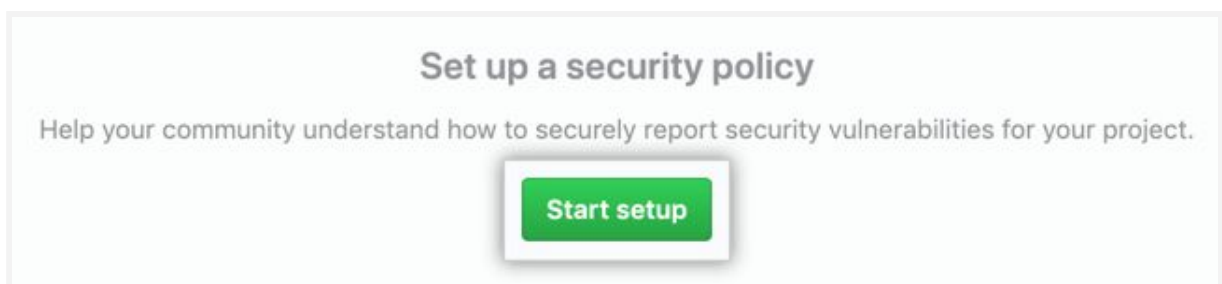 Set up a security policy
Help your community understand how to securely report security vulnerabilities for your project.
Start setup